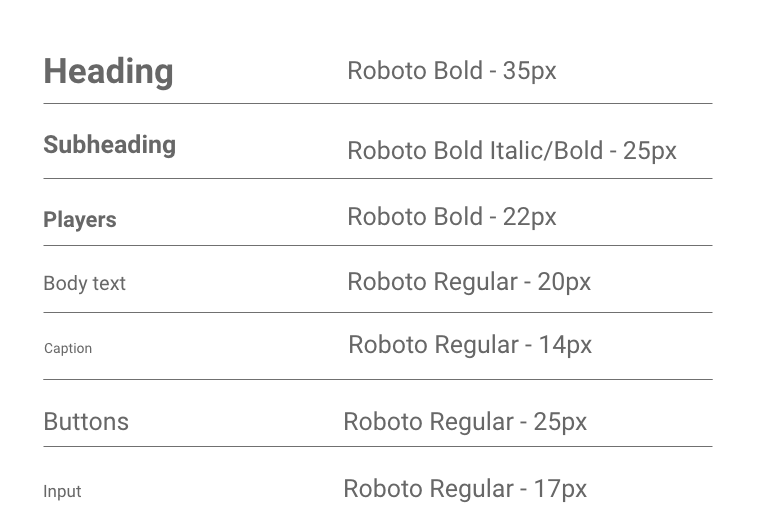 Heading Roboto Bold - 35px
Subheading Roboto Bold Italic/Bold - 25px
Players Roboto Bold - 22px
Body text Roboto Regular - 20px
Caption Roboto Regular - 14px
Buttons Roboto Regular - 25px
Input Roboto Regular - 17px